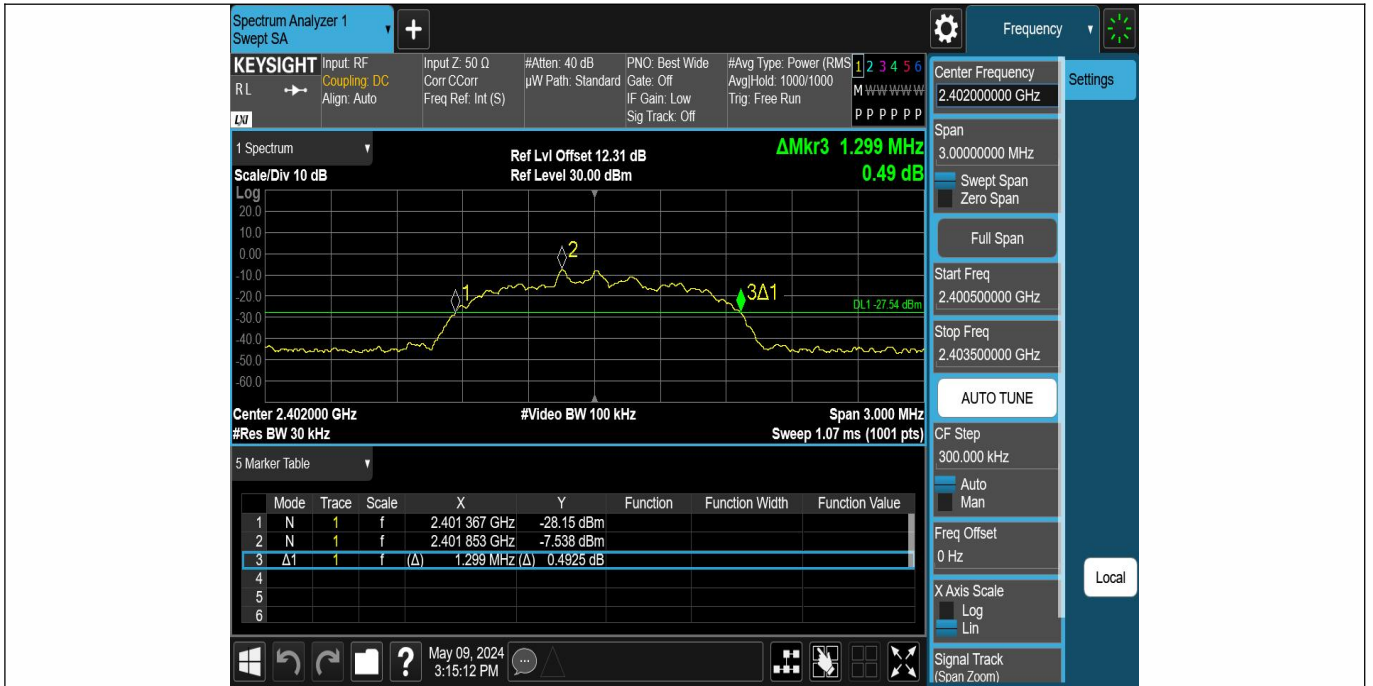 Spectrum Analyzer 1
Swept SA
+
Frequency
KEYSIGHT
RL
LXI
Input: RF
Coupling: DC
Align: Auto
Input Z: 50 Ω
Corr CCorr
Freq Ref: Int (S)
#Atten: 40 dB
µW Path: Standard
PNO: Best Wide
Gate: Off
IF Gain: Low
Sig Track: Off
#Avg Type: Power (RMS
Avg|Hold: 1000/1000
Trig: Free Run
1 2 3 4 5 6
M W W W W W
P P P P P P
1 Spectrum
Scale/Div 10 dB
Ref Lvl Offset 12.31 dB
Ref Level 30.00 dBm
ΔMkr3 1.299 MHz
0.49 dB
Log
20.0
10.0
0.00
-10.0
-20.0
-30.0
-40.0
-50.0
-60.0
1
2
3Δ1
DL1 -27.54 dBm
Center 2.402000 GHz
#Res BW 30 kHz
#Video BW 100 kHz
Span 3.000 MHz
Sweep 1.07 ms (1001 pts)
5 Marker Table
Mode Trace Scale X Y Function Function Width Function Value
1 N 1 f 2.401 367 GHz -28.15 dBm
2 N 1 f 2.401 853 GHz -7.538 dBm
3 Δ1 1 f (Δ) 1.299 MHz (Δ) 0.4925 dB
4
5
6
?
May 09, 2024
3:15:12 PM
Center Frequency
2.402000000 GHz
Settings
Span
3.00000000 MHz
Swept Span
Zero Span
Full Span
Start Freq
2.400500000 GHz
Stop Freq
2.403500000 GHz
AUTO TUNE
CF Step
300.000 kHz
Auto
Man
Freq Offset
0 Hz
Local
X Axis Scale
Log
Lin
Signal Track
(Span Zoom)